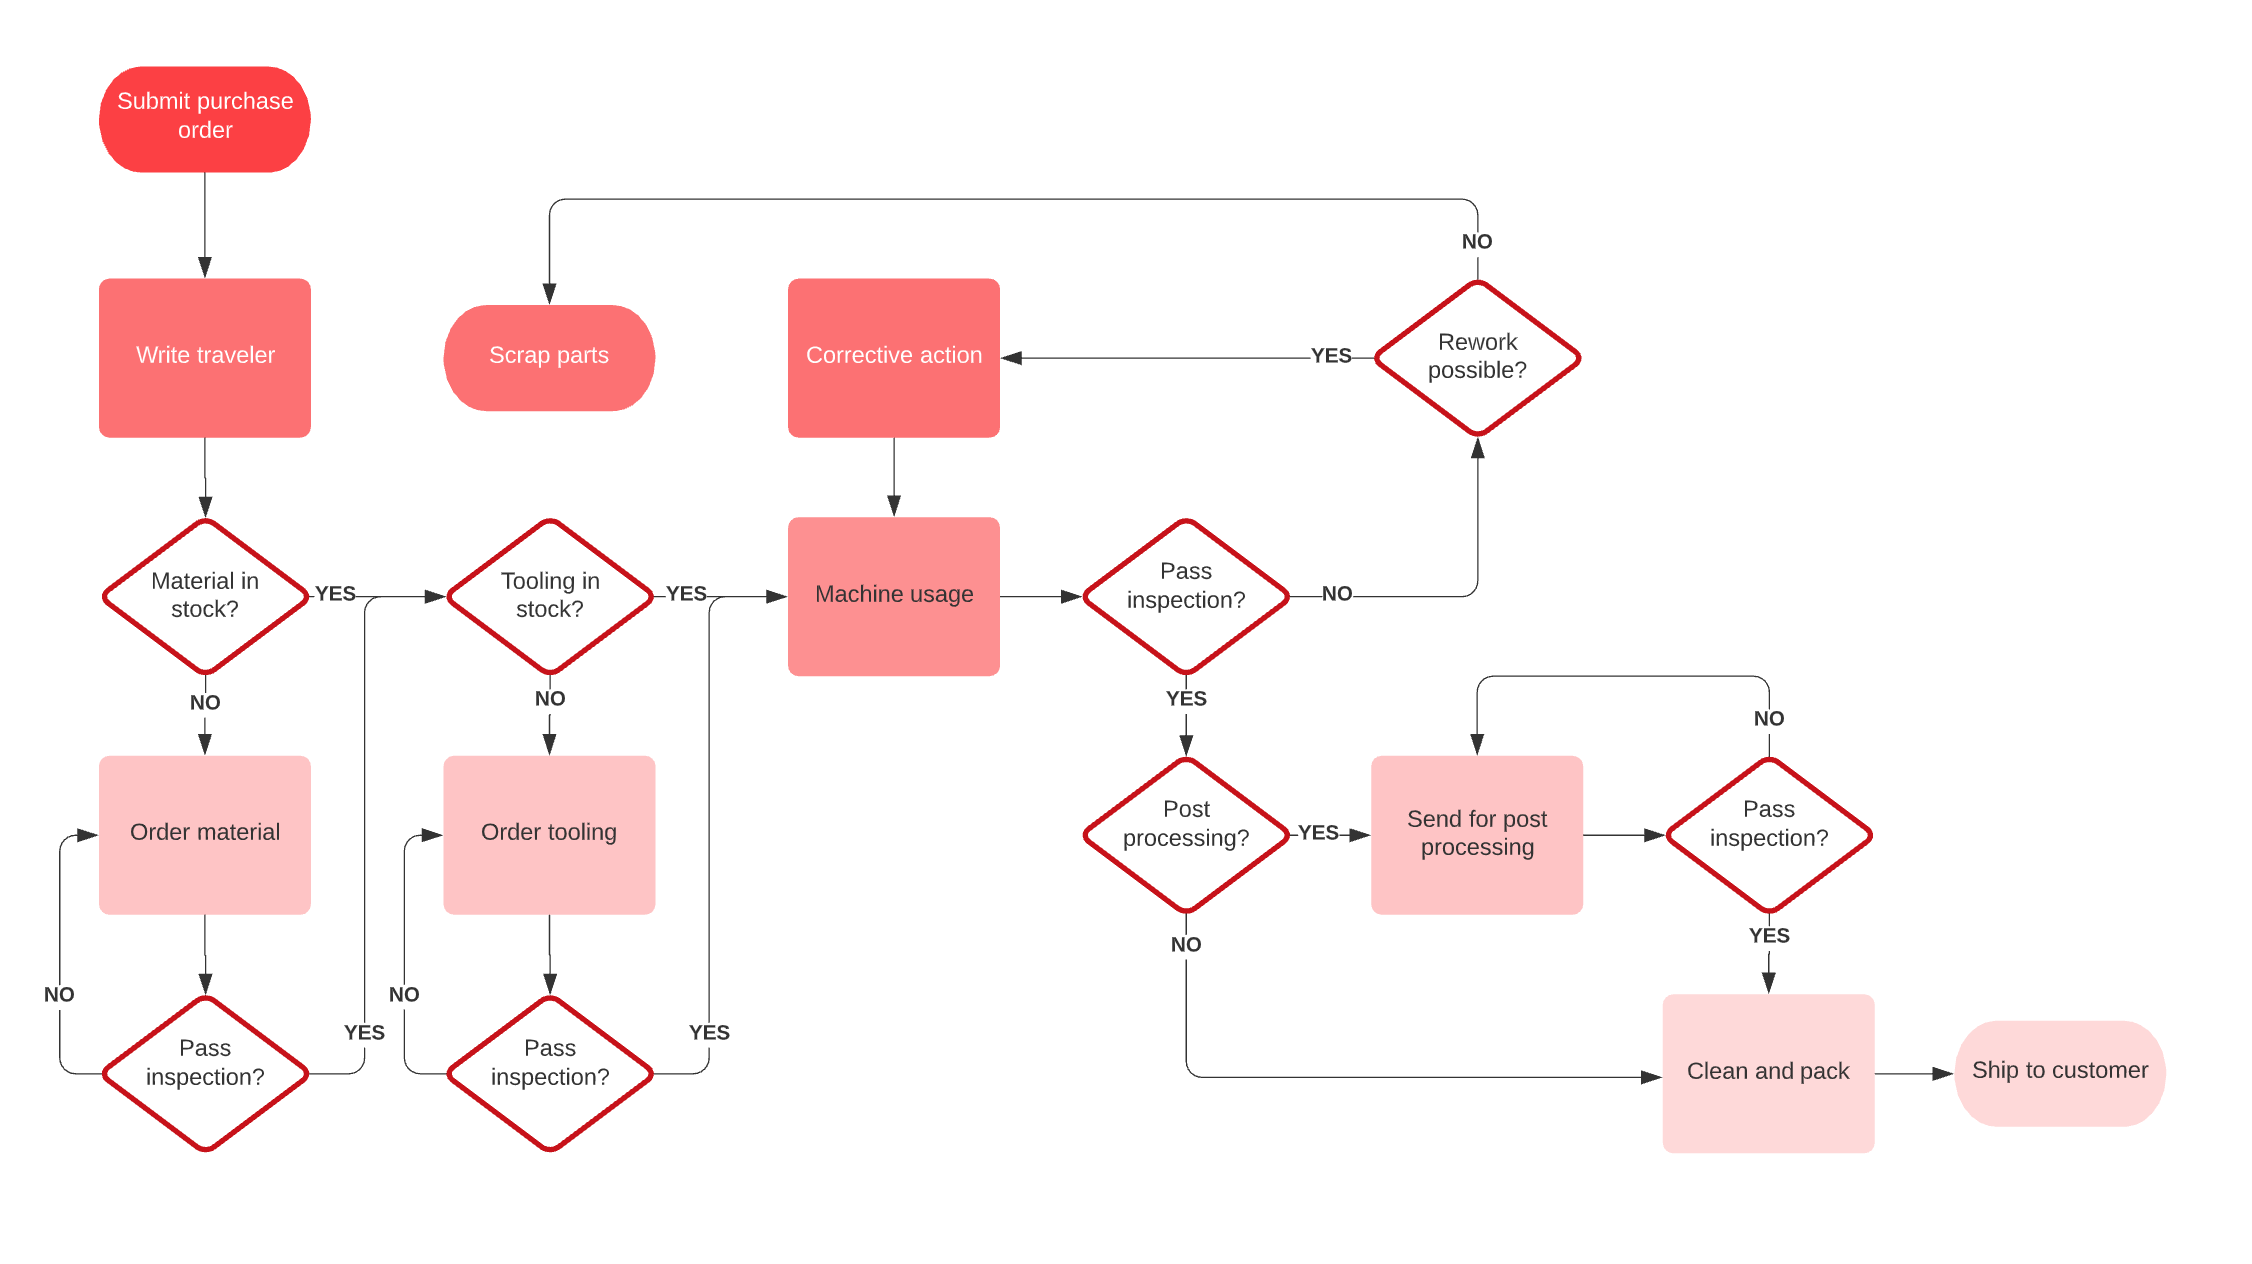 Submit purchase
order
NO
Write traveler
Scrap parts
Corrective action
YES
Rework
possible?
Material in
stock?
YES
Tooling in
stock?
YES
Machine usage
Pass
inspection?
NO
NO
NO
YES
NO
Order material
Order tooling
Post
processing?
YES
Send for post
processing
Pass
inspection?
NO
YES
NO
NO
YES
YES
Pass
inspection?
Pass
inspection?
Clean and pack
Ship to customer